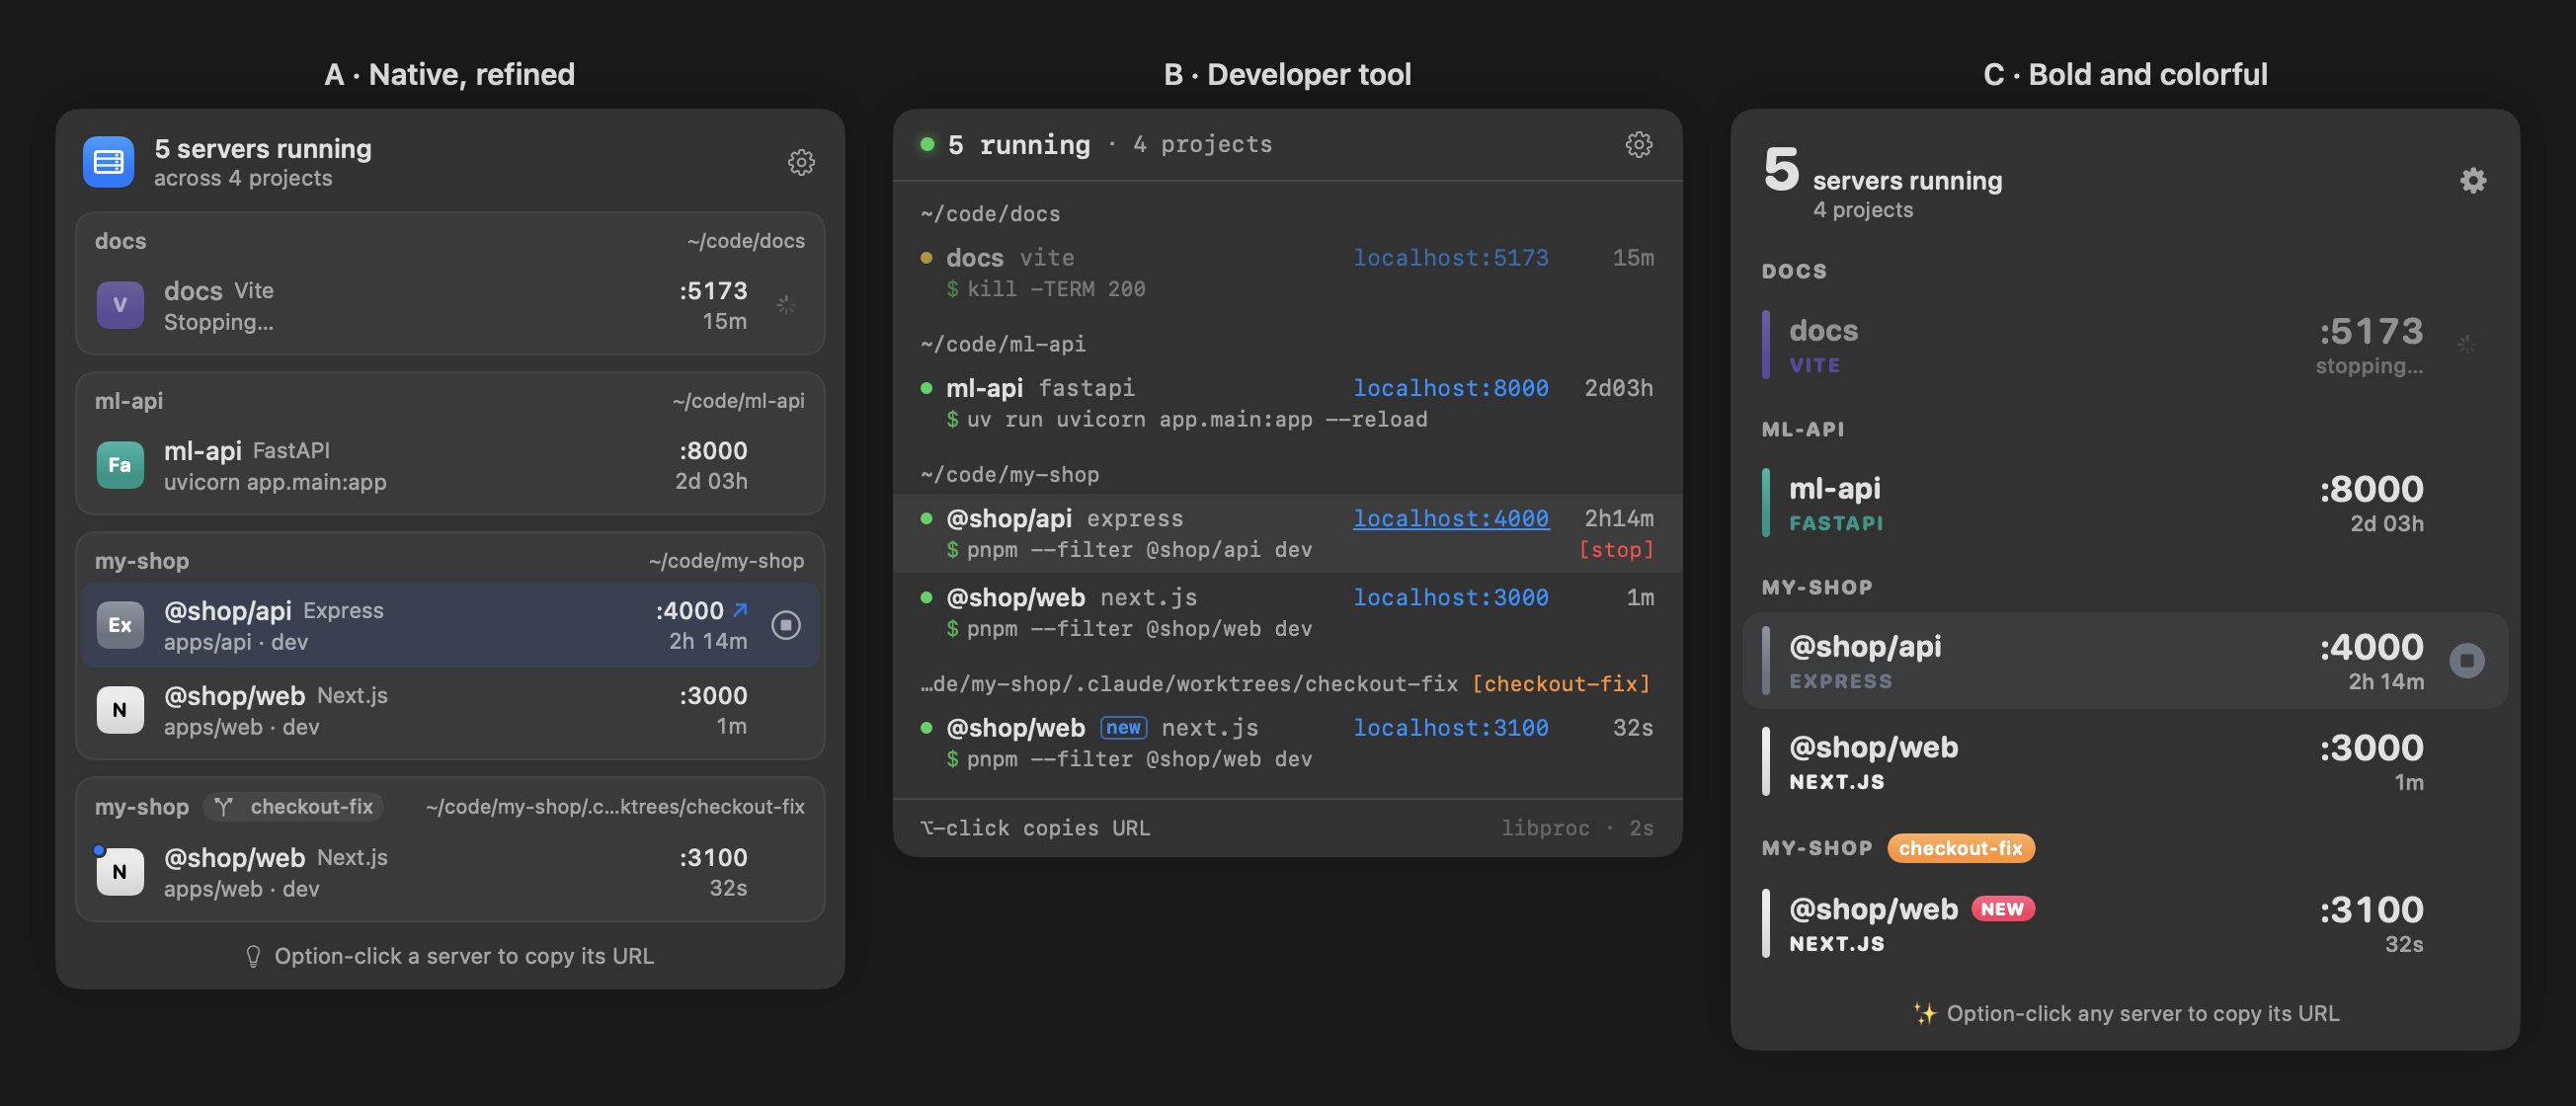 A · Native, refined
5 servers running
across 4 projects
docs ~/code/docs
V docs Vite :5173
Stopping... 15m
ml-api ~/code/ml-api
Fa ml-api FastAPI :8000
uvicorn app.main:app 2d 03h
my-shop ~/code/my-shop
Ex @shop/api Express :4000
apps/api · dev 2h 14m
N @shop/web Next.js :3000
apps/web · dev 1m
my-shop checkout-fix ~/code/my-shop/.c...ktrees/checkout-fix
N @shop/web Next.js :3100
apps/web · dev 32s
Option-click a server to copy its URL
B · Developer tool
5 running · 4 projects
~/code/docs
docs vite localhost:5173 15m
$ kill -TERM 200
~/code/ml-api
ml-api fastapi localhost:8000 2d03h
$ uv run uvicorn app.main:app --reload
~/code/my-shop
@shop/api express localhost:4000 2h14m
$ pnpm --filter @shop/api dev [stop]
@shop/web next.js localhost:3000 1m
$ pnpm --filter @shop/web dev
…de/my-shop/.claude/worktrees/checkout-fix [checkout-fix]
@shop/web new next.js localhost:3100 32s
$ pnpm --filter @shop/web dev
⌥-click copies URL libproc · 2s
C · Bold and colorful
5 servers running
4 projects
DOCS
docs :5173
VITE stopping...
ML-API
ml-api :8000
FASTAPI 2d 03h
MY-SHOP
@shop/api :4000
EXPRESS 2h 14m
@shop/web :3000
NEXT.JS 1m
MY-SHOP checkout-fix
@shop/web NEW :3100
NEXT.JS 32s
✨ Option-click any server to copy its URL